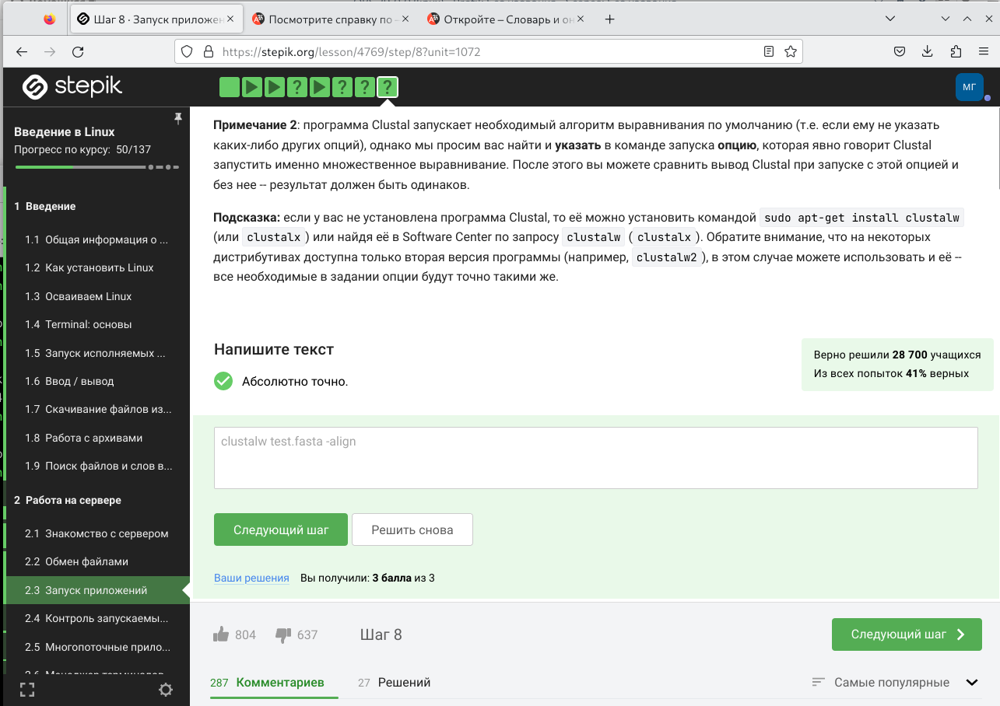 Шаг 8 · Запуск приложен
Посмотрите справку по –
Откройте – Словарь и он
https://stepik.org/lesson/4769/step/8?unit=1072
stepik
МГ
Введение в Linux
Прогресс по курсу: 50/137
1 Введение
1.1 Общая информация о ...
1.2 Как установить Linux
1.3 Осваиваем Linux
1.4 Terminal: основы
1.5 Запуск исполняемых ...
1.6 Ввод / вывод
1.7 Скачивание файлов из...
1.8 Работа с архивами
1.9 Поиск файлов и слов в...
2 Работа на сервере
2.1 Знакомство с сервером
2.2 Обмен файлами
2.3 Запуск приложений
2.4 Контроль запускаемы...
2.5 Многопоточные прило...
2.6 Менеджер терминалов
Примечание 2: программа Clustal запускает необходимый алгоритм выравнивания по умолчанию (т.е. если ему не указать
каких-либо других опций), однако мы просим вас найти и указать в команде запуска опцию, которая явно говорит Clustal
запустить именно множественное выравнивание. После этого вы можете сравнить вывод Clustal при запуске с этой опцией и
без нее -- результат должен быть одинаков.
Подсказка: если у вас не установлена программа Clustal, то её можно установить командой sudo apt-get install clustalw
(или clustalx ) или найдя её в Software Center по запросу clustalw ( clustalx ). Обратите внимание, что на некоторых
дистрибутивах доступна только вторая версия программы (например, clustalw2 ), в этом случае можете использовать и её --
все необходимые в задании опции будут точно такими же.
Напишите текст
Абсолютно точно.
Верно решили 28 700 учащихся
Из всех попыток 41% верных
clustalw test.fasta -align
Следующий шаг
Решить снова
Ваши решения Вы получили: 3 балла из 3
804
637
Шаг 8
Следующий шаг
287 Комментариев
27 Решений
Самые популярные